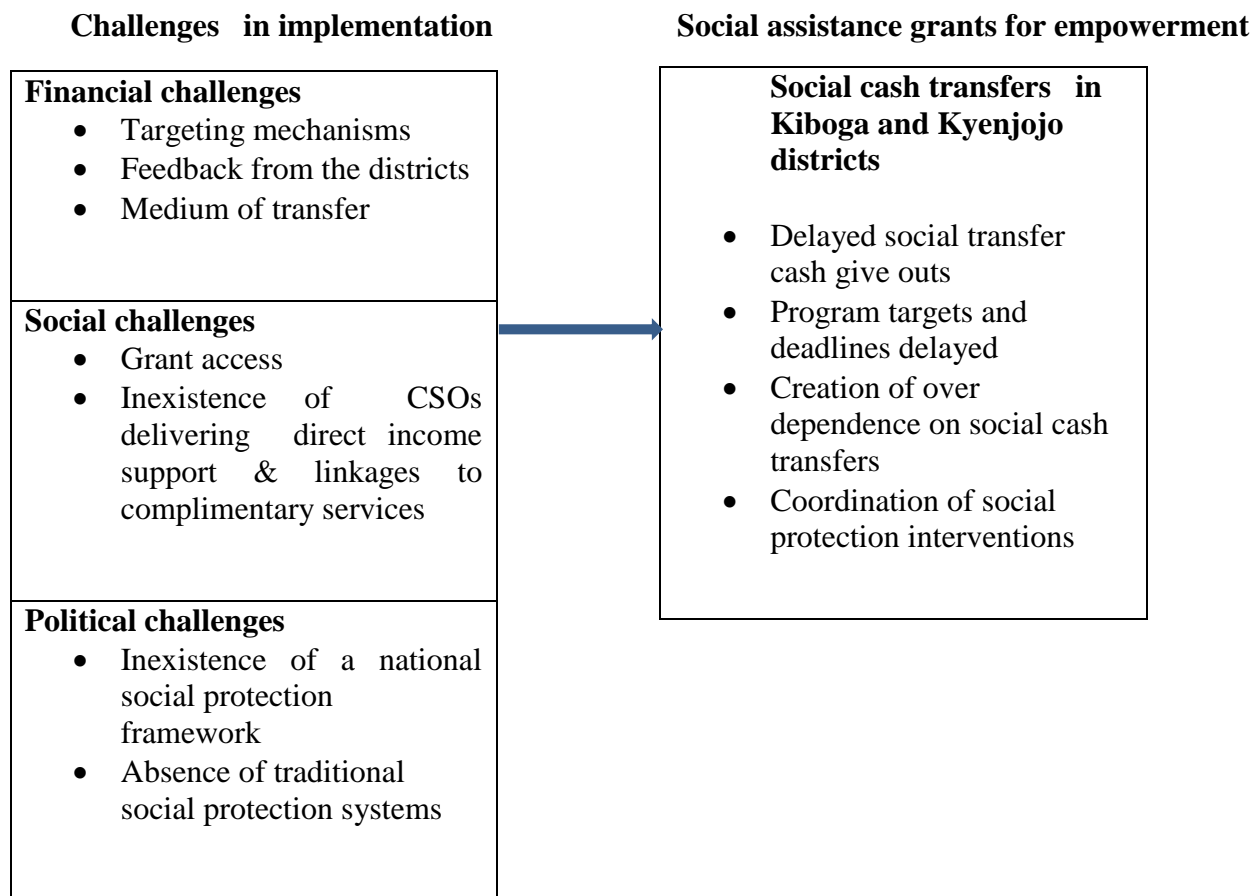 Challenges in implementation
Social assistance grants for empowerment
Financial challenges
• Targeting mechanisms
• Feedback from the districts
• Medium of transfer
Social challenges
• Grant access
• Inexistence of CSOs
delivering direct income
support & linkages to
complimentary services
Political challenges
• Inexistence of a national
social protection
framework
• Absence of traditional
social protection systems
Social cash transfers in
Kiboga and Kyenjojo
districts
• Delayed social transfer
cash give outs
• Program targets and
deadlines delayed
• Creation of over
dependence on social cash
transfers
• Coordination of social
protection interventions